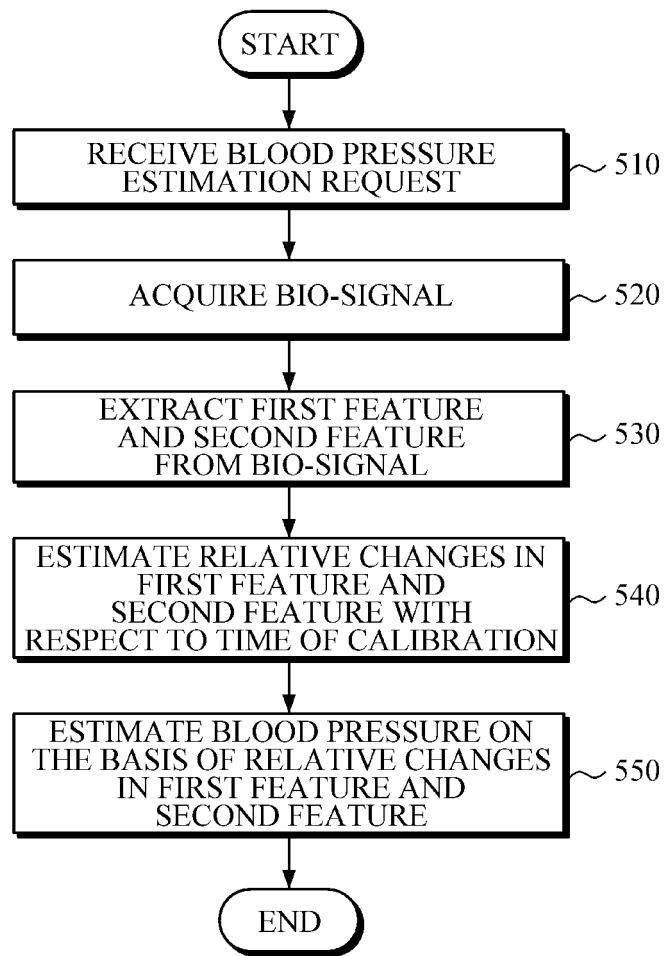 START
RECEIVE BLOOD PRESSURE
ESTIMATION REQUEST
510
ACQUIRE BIO-SIGNAL
520
EXTRACT FIRST FEATURE
AND SECOND FEATURE
FROM BIO-SIGNAL
530
ESTIMATE RELATIVE CHANGES IN
FIRST FEATURE AND
SECOND FEATURE WITH
RESPECT TO TIME OF CALIBRATION
540
ESTIMATE BLOOD PRESSURE ON
THE BASIS OF RELATIVE CHANGES
IN FIRST FEATURE AND
SECOND FEATURE
550
END